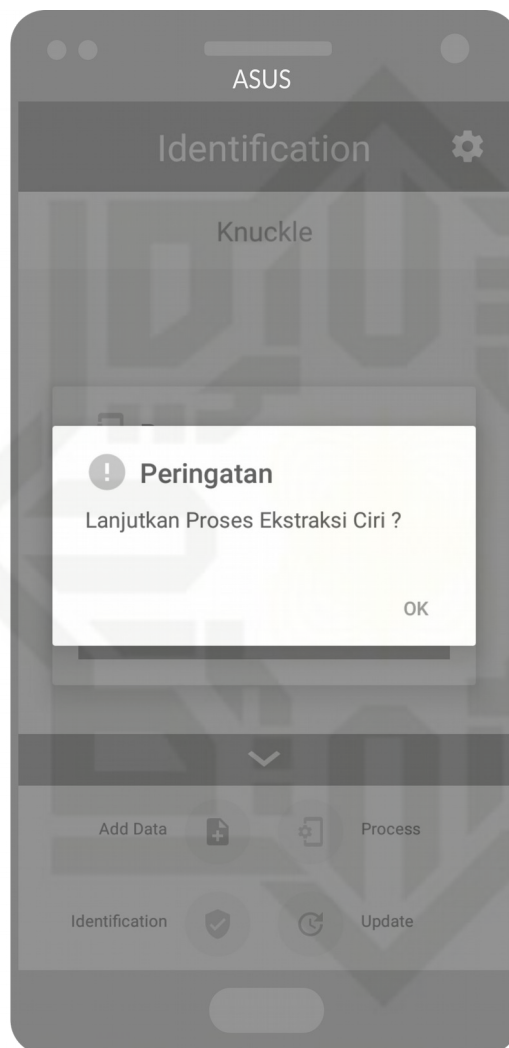 ASUS
Identification
Knuckle
Peringatan
Lanjutkan Proses Ekstraksi Ciri ?
OK
Add Data
Process
Identification
Update